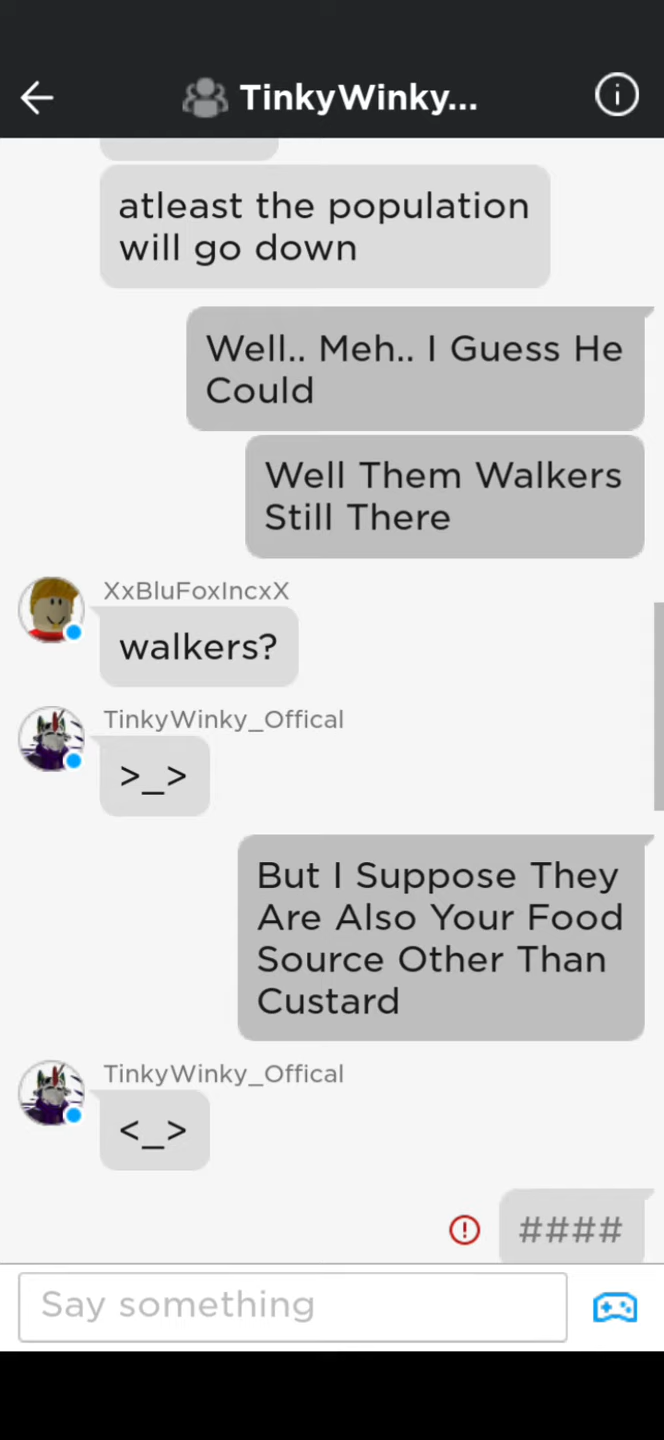 TinkyWinky...
atleast the population
will go down
Well.. Meh.. I Guess He
Could
Well Them Walkers
Still There
XxBluFoxIncxX
walkers?
TinkyWinky_Offical
>_>
But I Suppose They
Are Also Your Food
Source Other Than
Custard
TinkyWinky_Offical
<_>
####
Say something